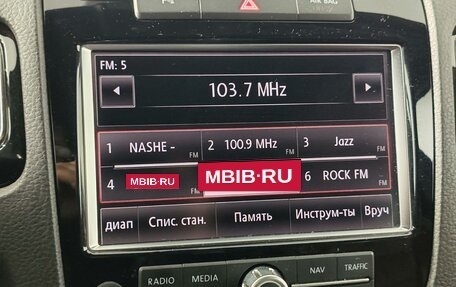 AIR BAG
FM: 5
103.7 MHz
1 NASHE - FM
2 100.9 MHz FM
3 Jazz FM
4 MBIB·RU FM
MBIB·RU
6 ROCK FM
диап Спис. стан. Память Инструм-ты Вруч
RADIO MEDIA NAV TRAFFIC